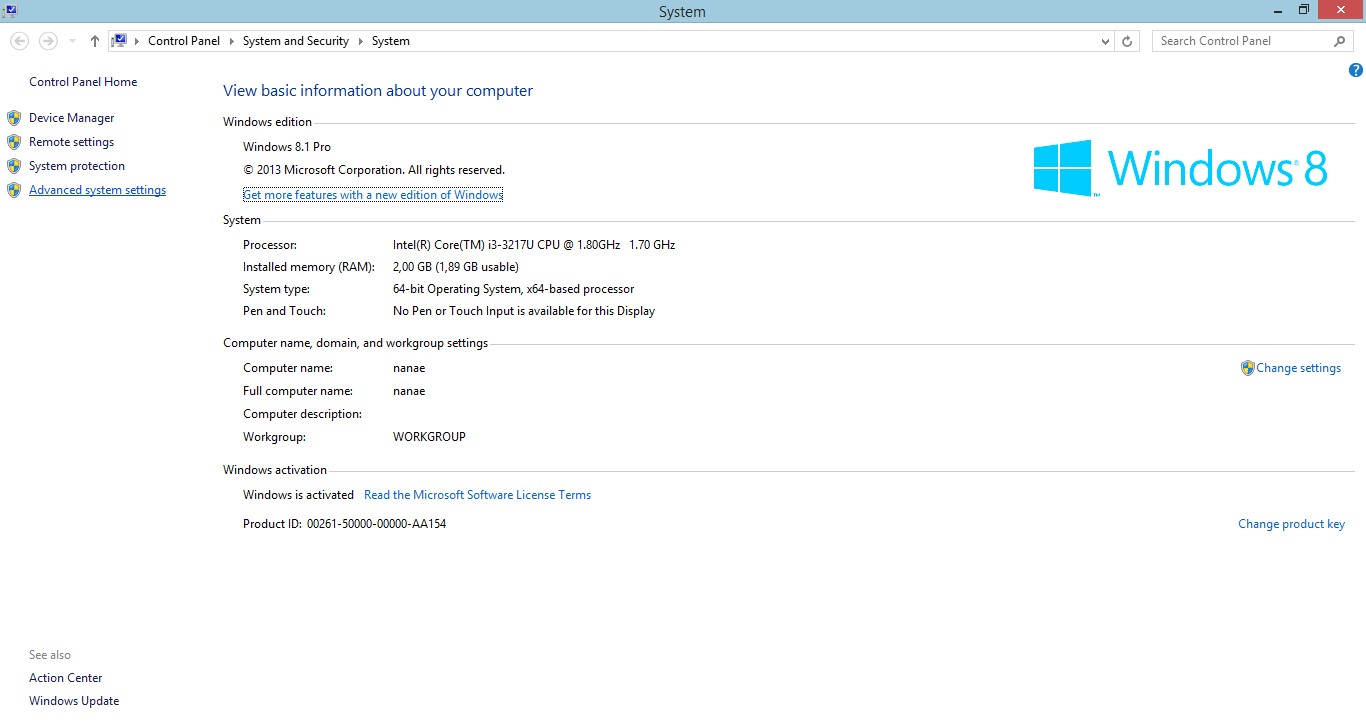 System
Control Panel System and Security System
Search Control Panel
Control Panel Home
Device Manager
Remote settings
System protection
Advanced system settings
View basic information about your computer
Windows edition
Windows 8.1 Pro
© 2013 Microsoft Corporation. All rights reserved.
Get more features with a new edition of Windows
Windows® 8
System
Processor: Intel(R) Core(TM) i3-3217U CPU @ 1.80GHz 1.70 GHz
Installed memory (RAM): 2,00 GB (1,89 GB usable)
System type: 64-bit Operating System, x64-based processor
Pen and Touch: No Pen or Touch Input is available for this Display
Computer name, domain, and workgroup settings
Computer name: nanae
Change settings
Full computer name: nanae
Computer description:
Workgroup: WORKGROUP
Windows activation
Windows is activated Read the Microsoft Software License Terms
Product ID: 00261-50000-00000-AA154
Change product key
See also
Action Center
Windows Update